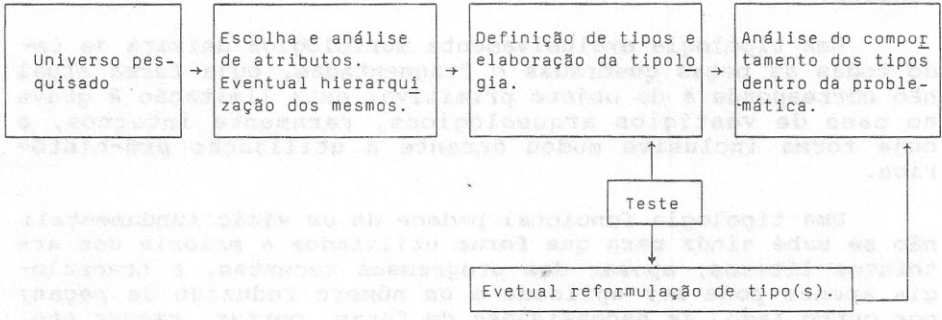 Universo pes-
quisado.
Escolha e análise
de atributos.
Eventual hierarqui
zação dos mesmos.
Definição de tipos e
elaboração da tipolo
gia.
Análise do compor
tamento dos tipos
dentro da proble-
mática
Teste
Evetual reformulação de tipo(s).